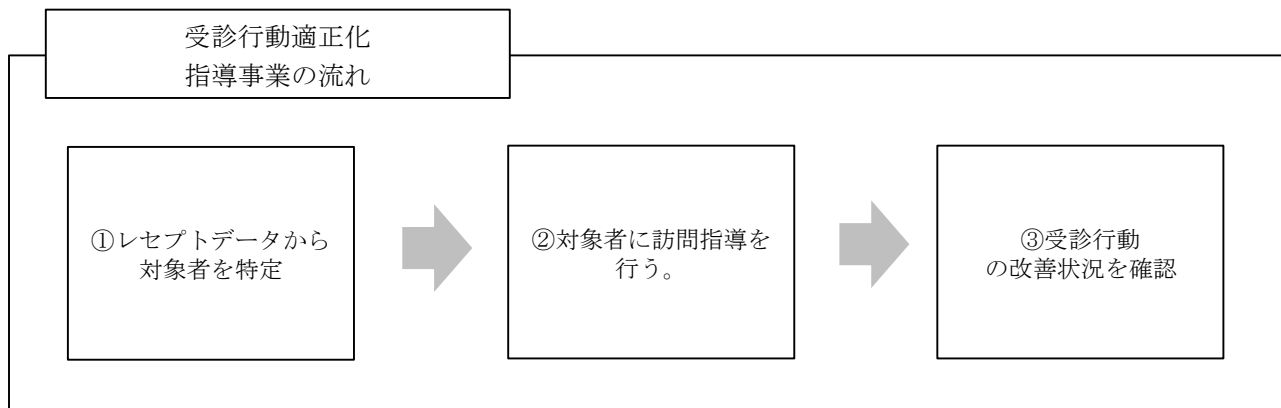 受診行動適正化
指導事業の流れ
①レセプトデータから
対象者を特定
②対象者に訪問指導を
行う。
③受診行動
の改善状況を確認